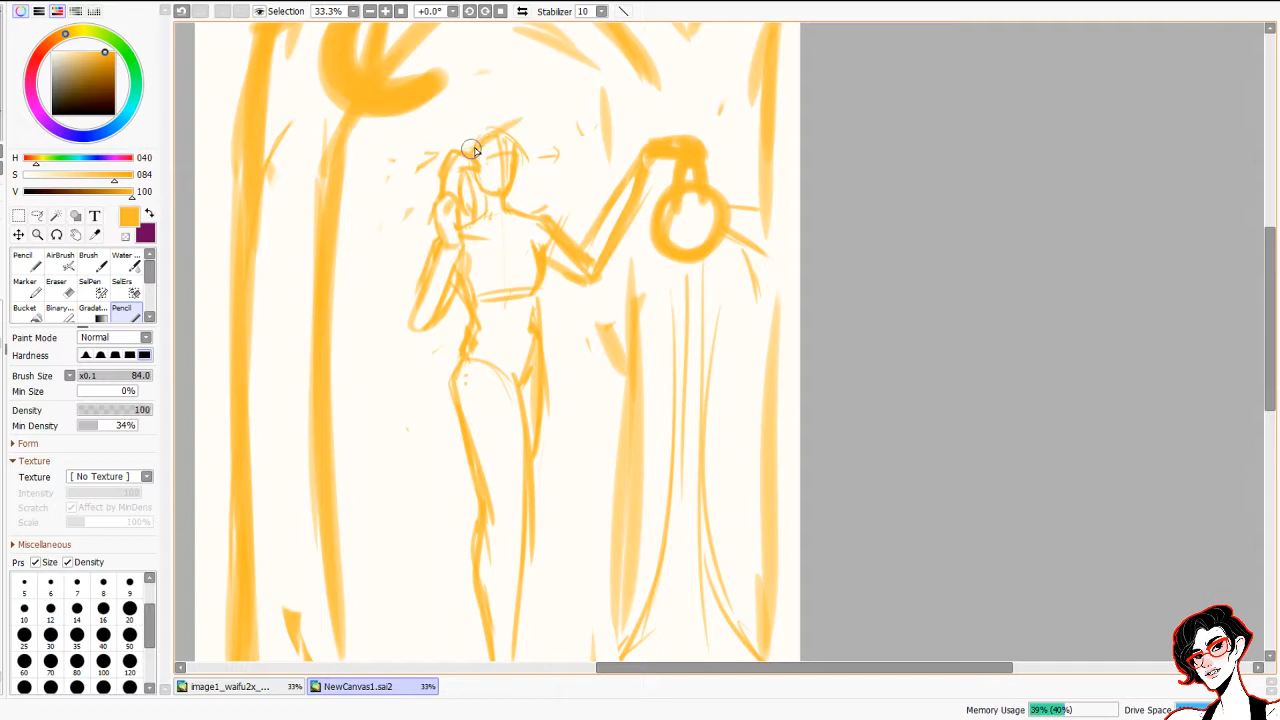 Selection 33.3% +0.0° Stabilizer 10
H 040
S 084
V 100
T
Pencil AirBrush Brush Water ...
Marker Eraser SelPen SelErs
Bucket Binary... Gradat... Pencil
Paint Mode Normal
Hardness
Brush Size x0.1 84.0
Min Size 0%
Density 100
Min Density 34%
Form
Texture
Texture [ No Texture ]
Intensity 100
Scratch Affect by MinDens
Scale 100%
Miscellaneous
Prs Size Density
5 6 7 8 9
10 12 14 16 20
25 30 35 40 50
60 70 80 100 120
image1_waifu2x_... 33% NewCanvas1.sai2 33%
Memory Usage 39% (40%) Drive Space